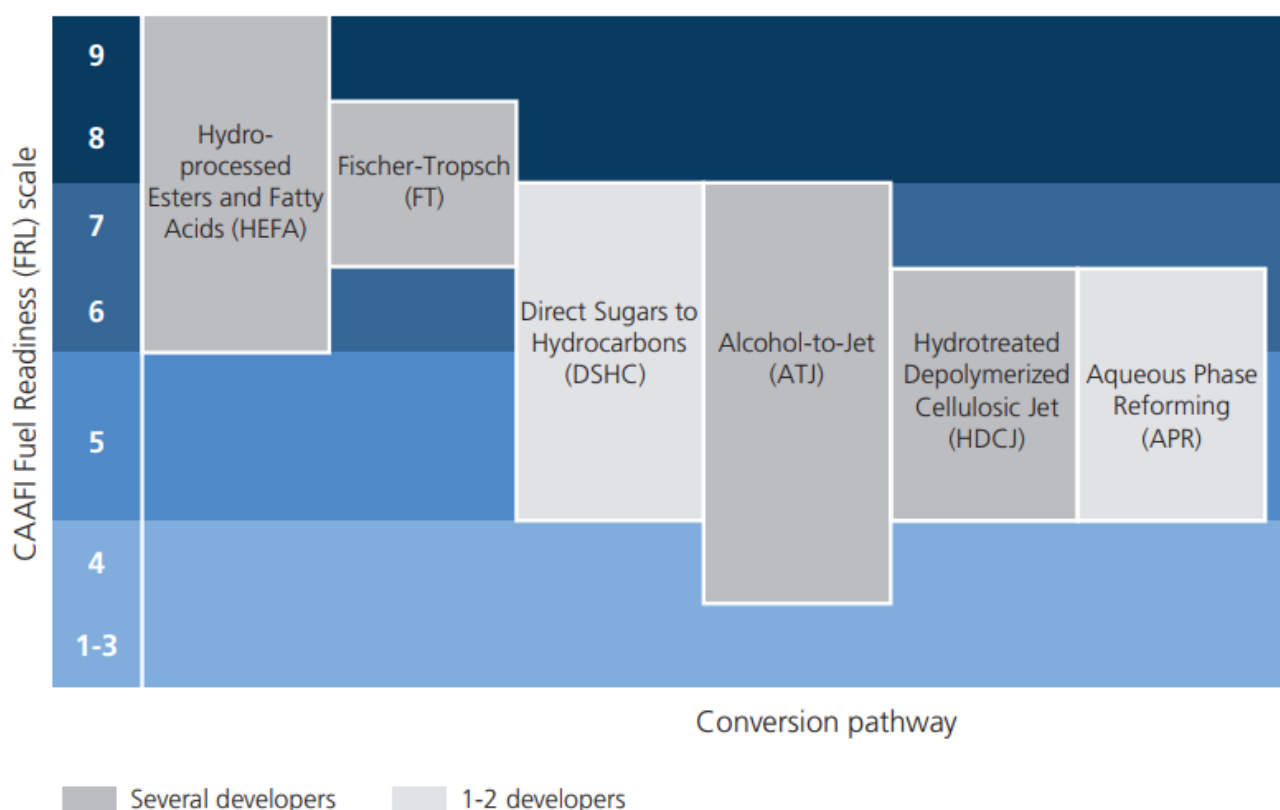 CAAFI Fuel Readiness (FRL) scale
9
8
7
6
5
4
1-3
Hydro-
processed
Esters and Fatty
Acids (HEFA)
Fischer-Tropsch
(FT)
Direct Sugars to
Hydrocarbons
(DSHC)
Alcohol-to-Jet
(ATJ)
Hydrotreated
Depolymerized
Cellulosic Jet
(HDCJ)
Aqueous Phase
Reforming
(APR)
Conversion pathway
Several developers
1-2 developers